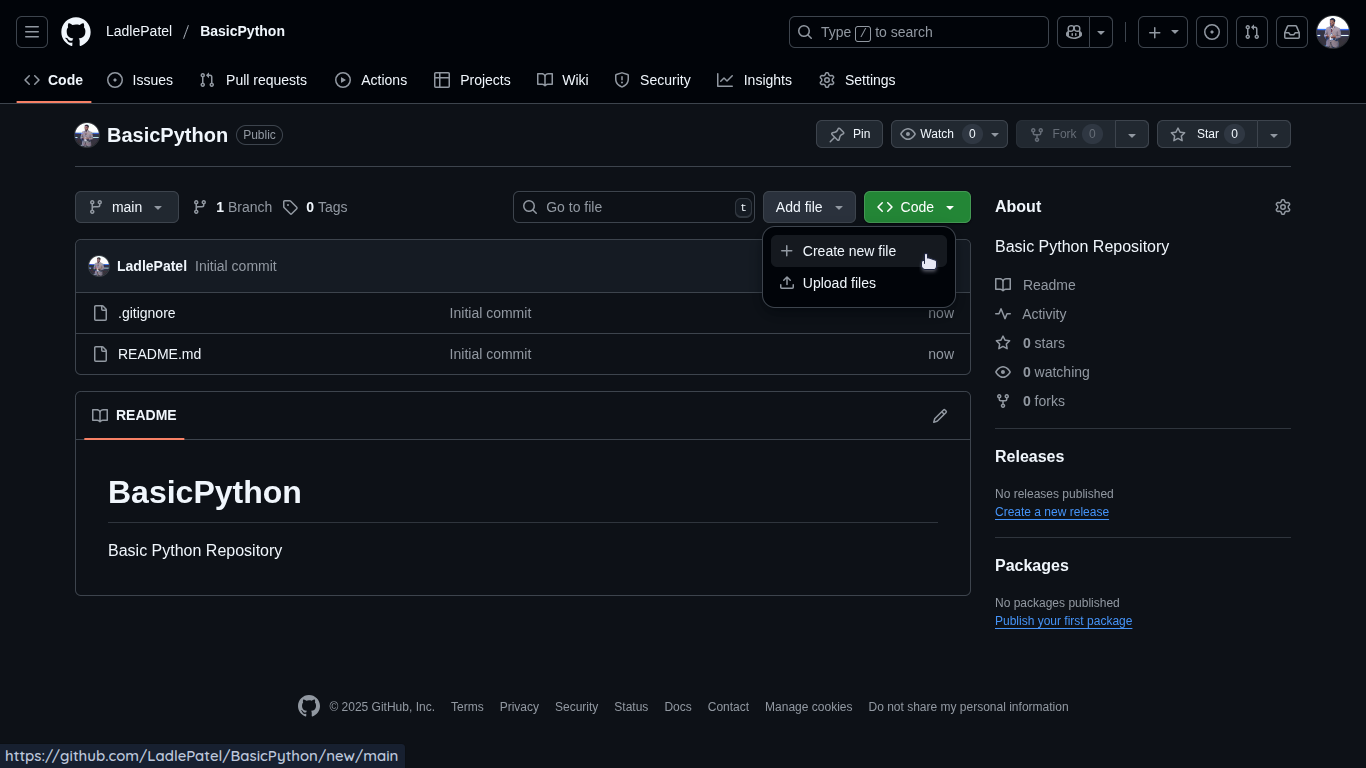 LadlePatel / BasicPython
Type / to search
Code Issues Pull requests Actions Projects Wiki Security Insights Settings
BasicPython Public
Pin Watch 0 Fork 0 Star 0
main 1 Branch 0 Tags Go to file t Add file Code
About
Basic Python Repository
LadlePatel Initial commit
Create new file
Upload files
.gitignore Initial commit now
README.md Initial commit now
Readme
Activity
0 stars
0 watching
0 forks
README
BasicPython
Basic Python Repository
Releases
No releases published
Create a new release
Packages
No packages published
Publish your first package
© 2025 GitHub, Inc. Terms Privacy Security Status Docs Contact Manage cookies Do not share my personal information
https://github.com/LadlePatel/BasicPython/new/main